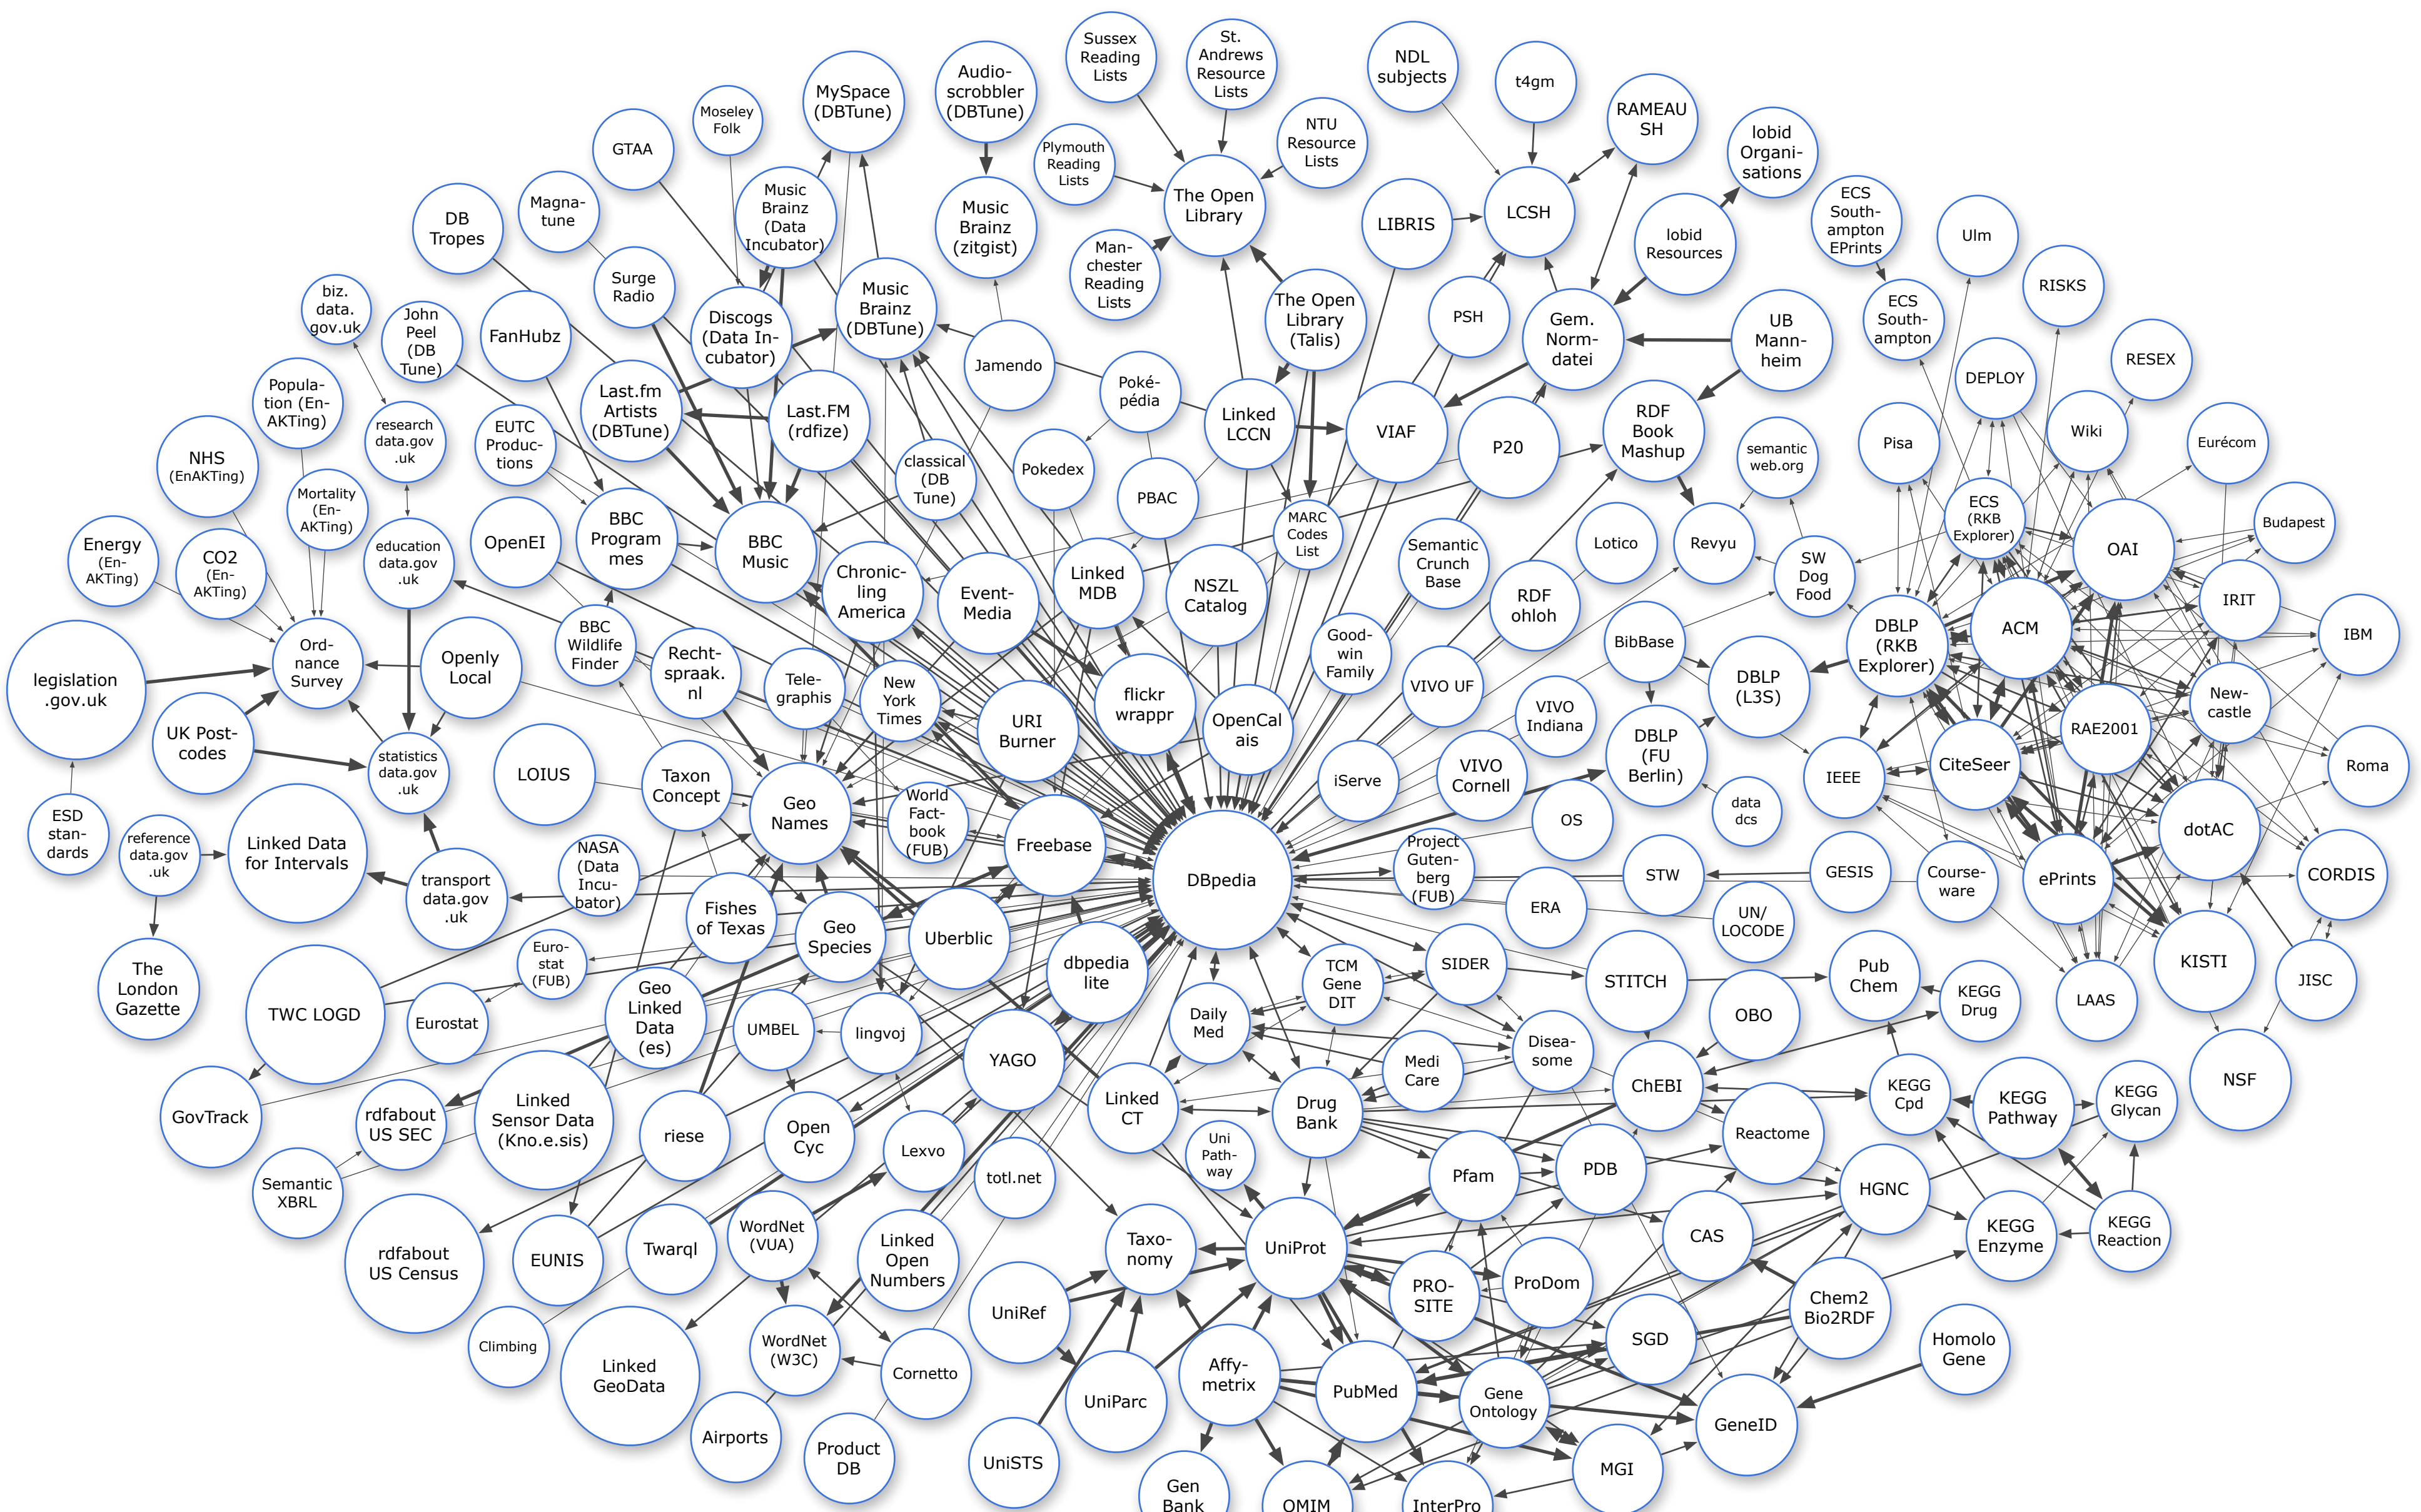 Sussex
Reading
Lists
St.
Andrews
Resource
Lists
NDL
subjects
t4gm
RAMEAU
SH
lobid
Organi-
sations
Audio-
scrobbler
(DBTune)
MySpace
(DBTune)
Moseley
Folk
GTAA
Plymouth
Reading
Lists
NTU
Resource
Lists
Magna-
tune
DB
Tropes
Music
Brainz
(Data
Incubator)
Music
Brainz
(zitgist)
The Open
Library
LIBRIS
LCSH
lobid
Resources
ECS
South-
ampton
EPrints
Ulm
Man-
chester
Reading
Lists
Surge
Radio
biz.
data.
gov.uk
John
Peel
(DB
Tune)
FanHubz
Discogs
(Data In-
cubator)
Music
Brainz
(DBTune)
The Open
Library
(Talis)
PSH
Gem.
Norm-
datei
UB
Mann-
heim
ECS
South-
ampton
RISKS
RESEX
Jamendo
Poké-
pédia
DEPLOY
Popula-
tion (En-
AKTing)
Last.fm
Artists
(DBTune)
Last.FM
(rdfize)
Linked
LCCN
VIAF
P20
RDF
Book
Mashup
semantic
web.org
Pisa
Wiki
Eurécom
NHS
(EnAKTing)
research
data.gov
.uk
EUTC
Produc-
tions
classical
(DB
Tune)
Pokedex
PBAC
Mortality
(En-
AKTing)
MARC
Codes
List
ECS
(RKB
Explorer)
Budapest
Energy
(En-
AKTing)
CO2
(En-
AKTing)
education
data.gov
.uk
OpenEI
BBC
Program
mes
BBC
Music
Chronic-
ling
America
Event-
Media
Linked
MDB
NSZL
Catalog
Semantic
Crunch
Base
Lotico
Revyu
SW
Dog
Food
OAI
RDF
ohloh
IRIT
BBC
Wildlife
Finder
Good-
win
Family
BibBase
DBLP
(RKB
Explorer)
ACM
IBM
legislation
.gov.uk
Ord-
nance
Survey
Openly
Local
Recht-
spraak.
nl
Tele-
graphis
New
York
Times
URI
Burner
flickr
wrappr
OpenCal
ais
VIVO UF
VIVO
Indiana
DBLP
(L3S)
RAE2001
New-
castle
UK Post-
codes
statistics
data.gov
.uk
LOIUS
Taxon
Concept
Geo
Names
World
Fact-
book
(FUB)
Freebase
iServe
VIVO
Cornell
DBLP
(FU
Berlin)
IEEE
CiteSeer
Roma
data
dcs
ESD
stan-
dards
reference
data.gov
.uk
Linked Data
for Intervals
transport
data.gov
.uk
NASA
(Data
Incu-
bator)
DBpedia
OS
Project
Guten-
berg
(FUB)
STW
GESIS
Course-
ware
ePrints
dotAC
CORDIS
Fishes
of Texas
Geo
Species
Uberblic
dbpedia
lite
ERA
UN/
LOCODE
The
London
Gazette
TWC LOGD
Euro-
stat
(FUB)
Eurostat
Geo
Linked
Data
(es)
UMBEL
lingvoj
YAGO
Daily
Med
TCM
Gene
DIT
SIDER
STITCH
Pub
Chem
KEGG
Drug
LAAS
KISTI
JISC
OBO
Medi
Care
Disea-
some
GovTrack
rdfabout
US SEC
Linked
Sensor Data
(Kno.e.sis)
riese
Open
Cyc
Lexvo
Linked
CT
Drug
Bank
ChEBI
KEGG
Cpd
KEGG
Pathway
KEGG
Glycan
NSF
Semantic
XBRL
totl.net
Uni
Path-
way
Pfam
PDB
Reactome
HGNC
rdfabout
US Census
EUNIS
Twarql
WordNet
(VUA)
Linked
Open
Numbers
Taxo-
nomy
UniProt
PRO-
SITE
ProDom
CAS
KEGG
Enzyme
KEGG
Reaction
UniRef
Chem2
Bio2RDF
Climbing
Linked
GeoData
WordNet
(W3C)
Cornetto
UniParc
Affy-
metrix
PubMed
Gene
Ontology
SGD
Homolo
Gene
Airports
Product
DB
UniSTS
GeneID
MGI
Gen
Bank
OMIM
InterPro